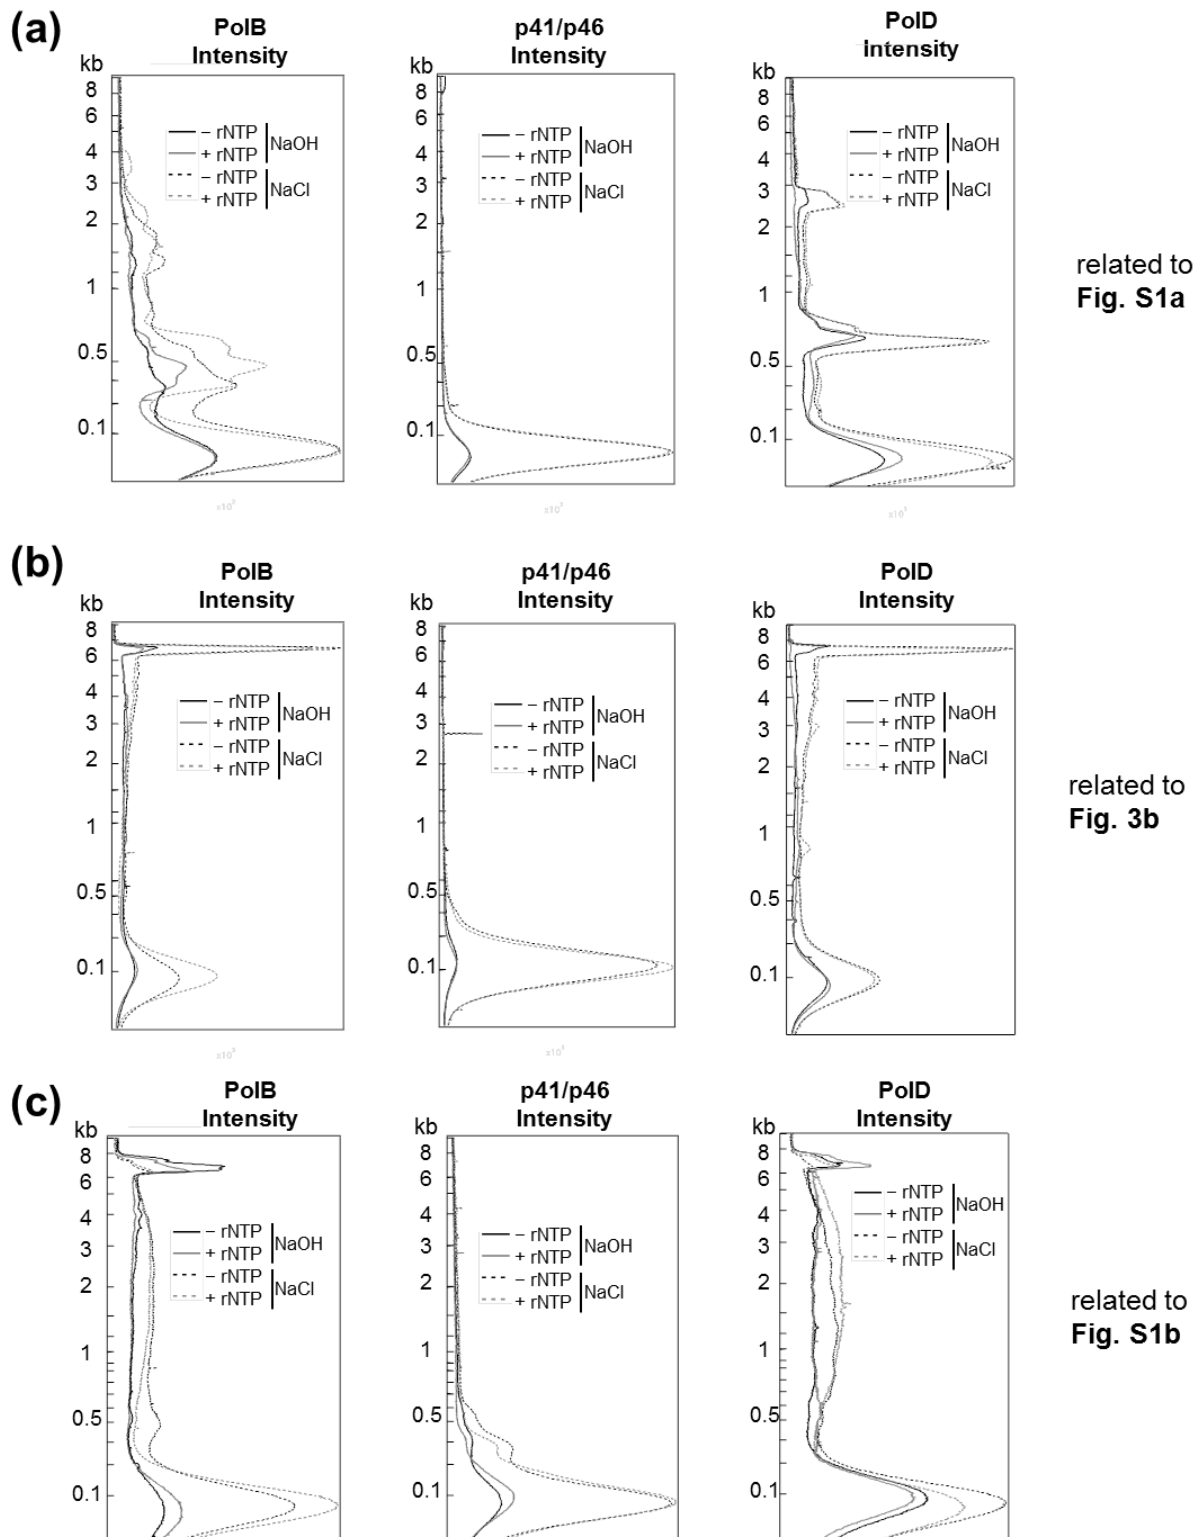 (a)
PolB
Intensity
kb
8
6
4
3
2
1
0.5
0.1
− rNTP
+ rNTP
NaOH
− rNTP
+ rNTP
NaCl
x10³
p41/p46
Intensity
kb
8
6
4
3
2
1
0.5
0.1
− rNTP
+ rNTP
NaOH
− rNTP
+ rNTP
NaCl
PolD
Intensity
kb
8
6
4
3
2
1
0.5
0.1
− rNTP
+ rNTP
NaOH
− rNTP
+ rNTP
NaCl
related to
Fig. S1a
(b)
PolB
Intensity
kb
8
6
4
3
2
1
0.5
0.1
− rNTP
+ rNTP
NaOH
− rNTP
+ rNTP
NaCl
p41/p46
Intensity
kb
8
6
4
3
2
1
0.5
0.1
− rNTP
+ rNTP
NaOH
− rNTP
+ rNTP
NaCl
PolD
Intensity
kb
8
6
4
3
2
1
0.5
0.1
− rNTP
+ rNTP
NaOH
− rNTP
+ rNTP
NaCl
related to
Fig. 3b
(c)
PolB
Intensity
kb
8
6
4
3
2
1
0.5
0.1
− rNTP
+ rNTP
NaOH
− rNTP
+ rNTP
NaCl
p41/p46
Intensity
kb
8
6
4
3
2
1
0.5
0.1
− rNTP
+ rNTP
NaOH
− rNTP
+ rNTP
NaCl
PolD
Intensity
kb
8
6
4
3
2
1
0.5
0.1
− rNTP
+ rNTP
NaOH
− rNTP
+ rNTP
NaCl
related to
Fig. S1b